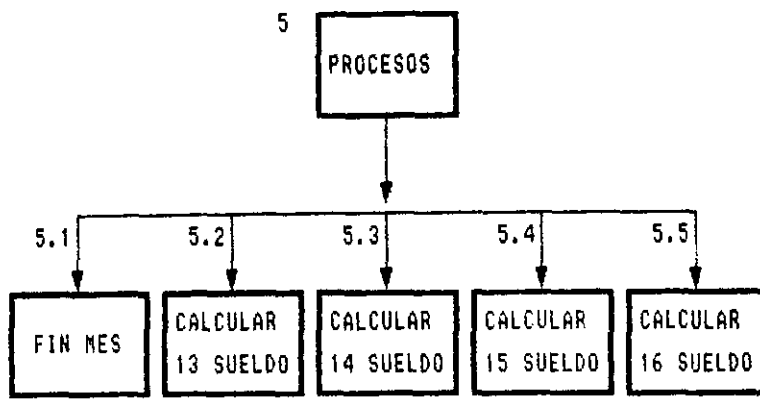 5
PROCESOS
5.1
5.2
5.3
5.4
5.5
FIN MES
CALCULAR
13 SUELDO
CALCULAR
14 SUELDO
CALCULAR
15 SUELDO
CALCULAR
16 SUELDO